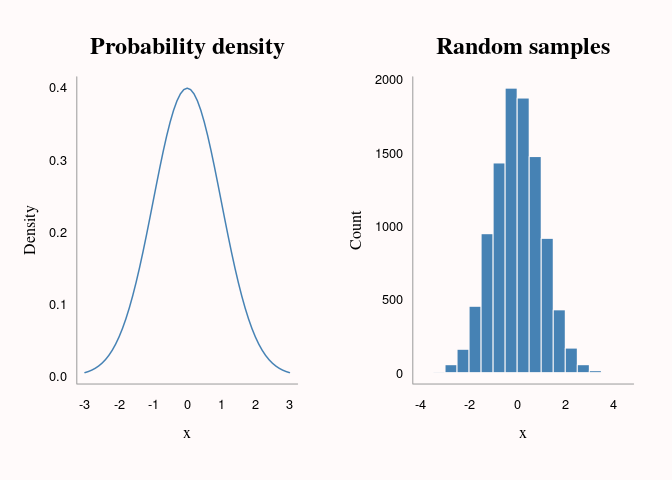 Probability density
Random samples
0.4
0.3
0.2
0.1
0.0
Density
-3 -2 -1 0 1 2 3
x
2000
1500
1000
500
0
Count
-4 -2 0 2 4
x